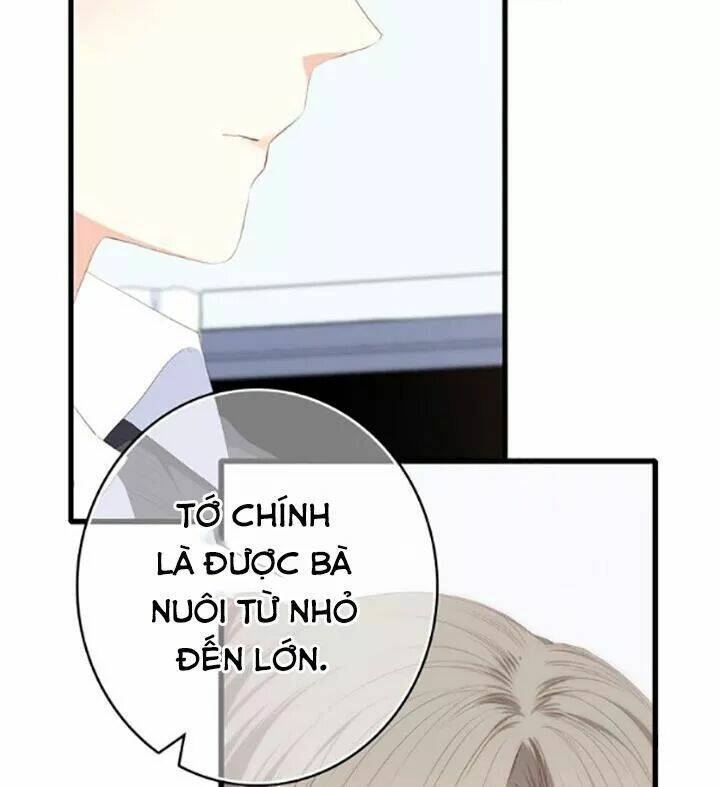 TỚ CHÍNH
LÀ ĐƯỢC BÀ
NUÔI TỪ NHỎ
ĐẾN LỚN.